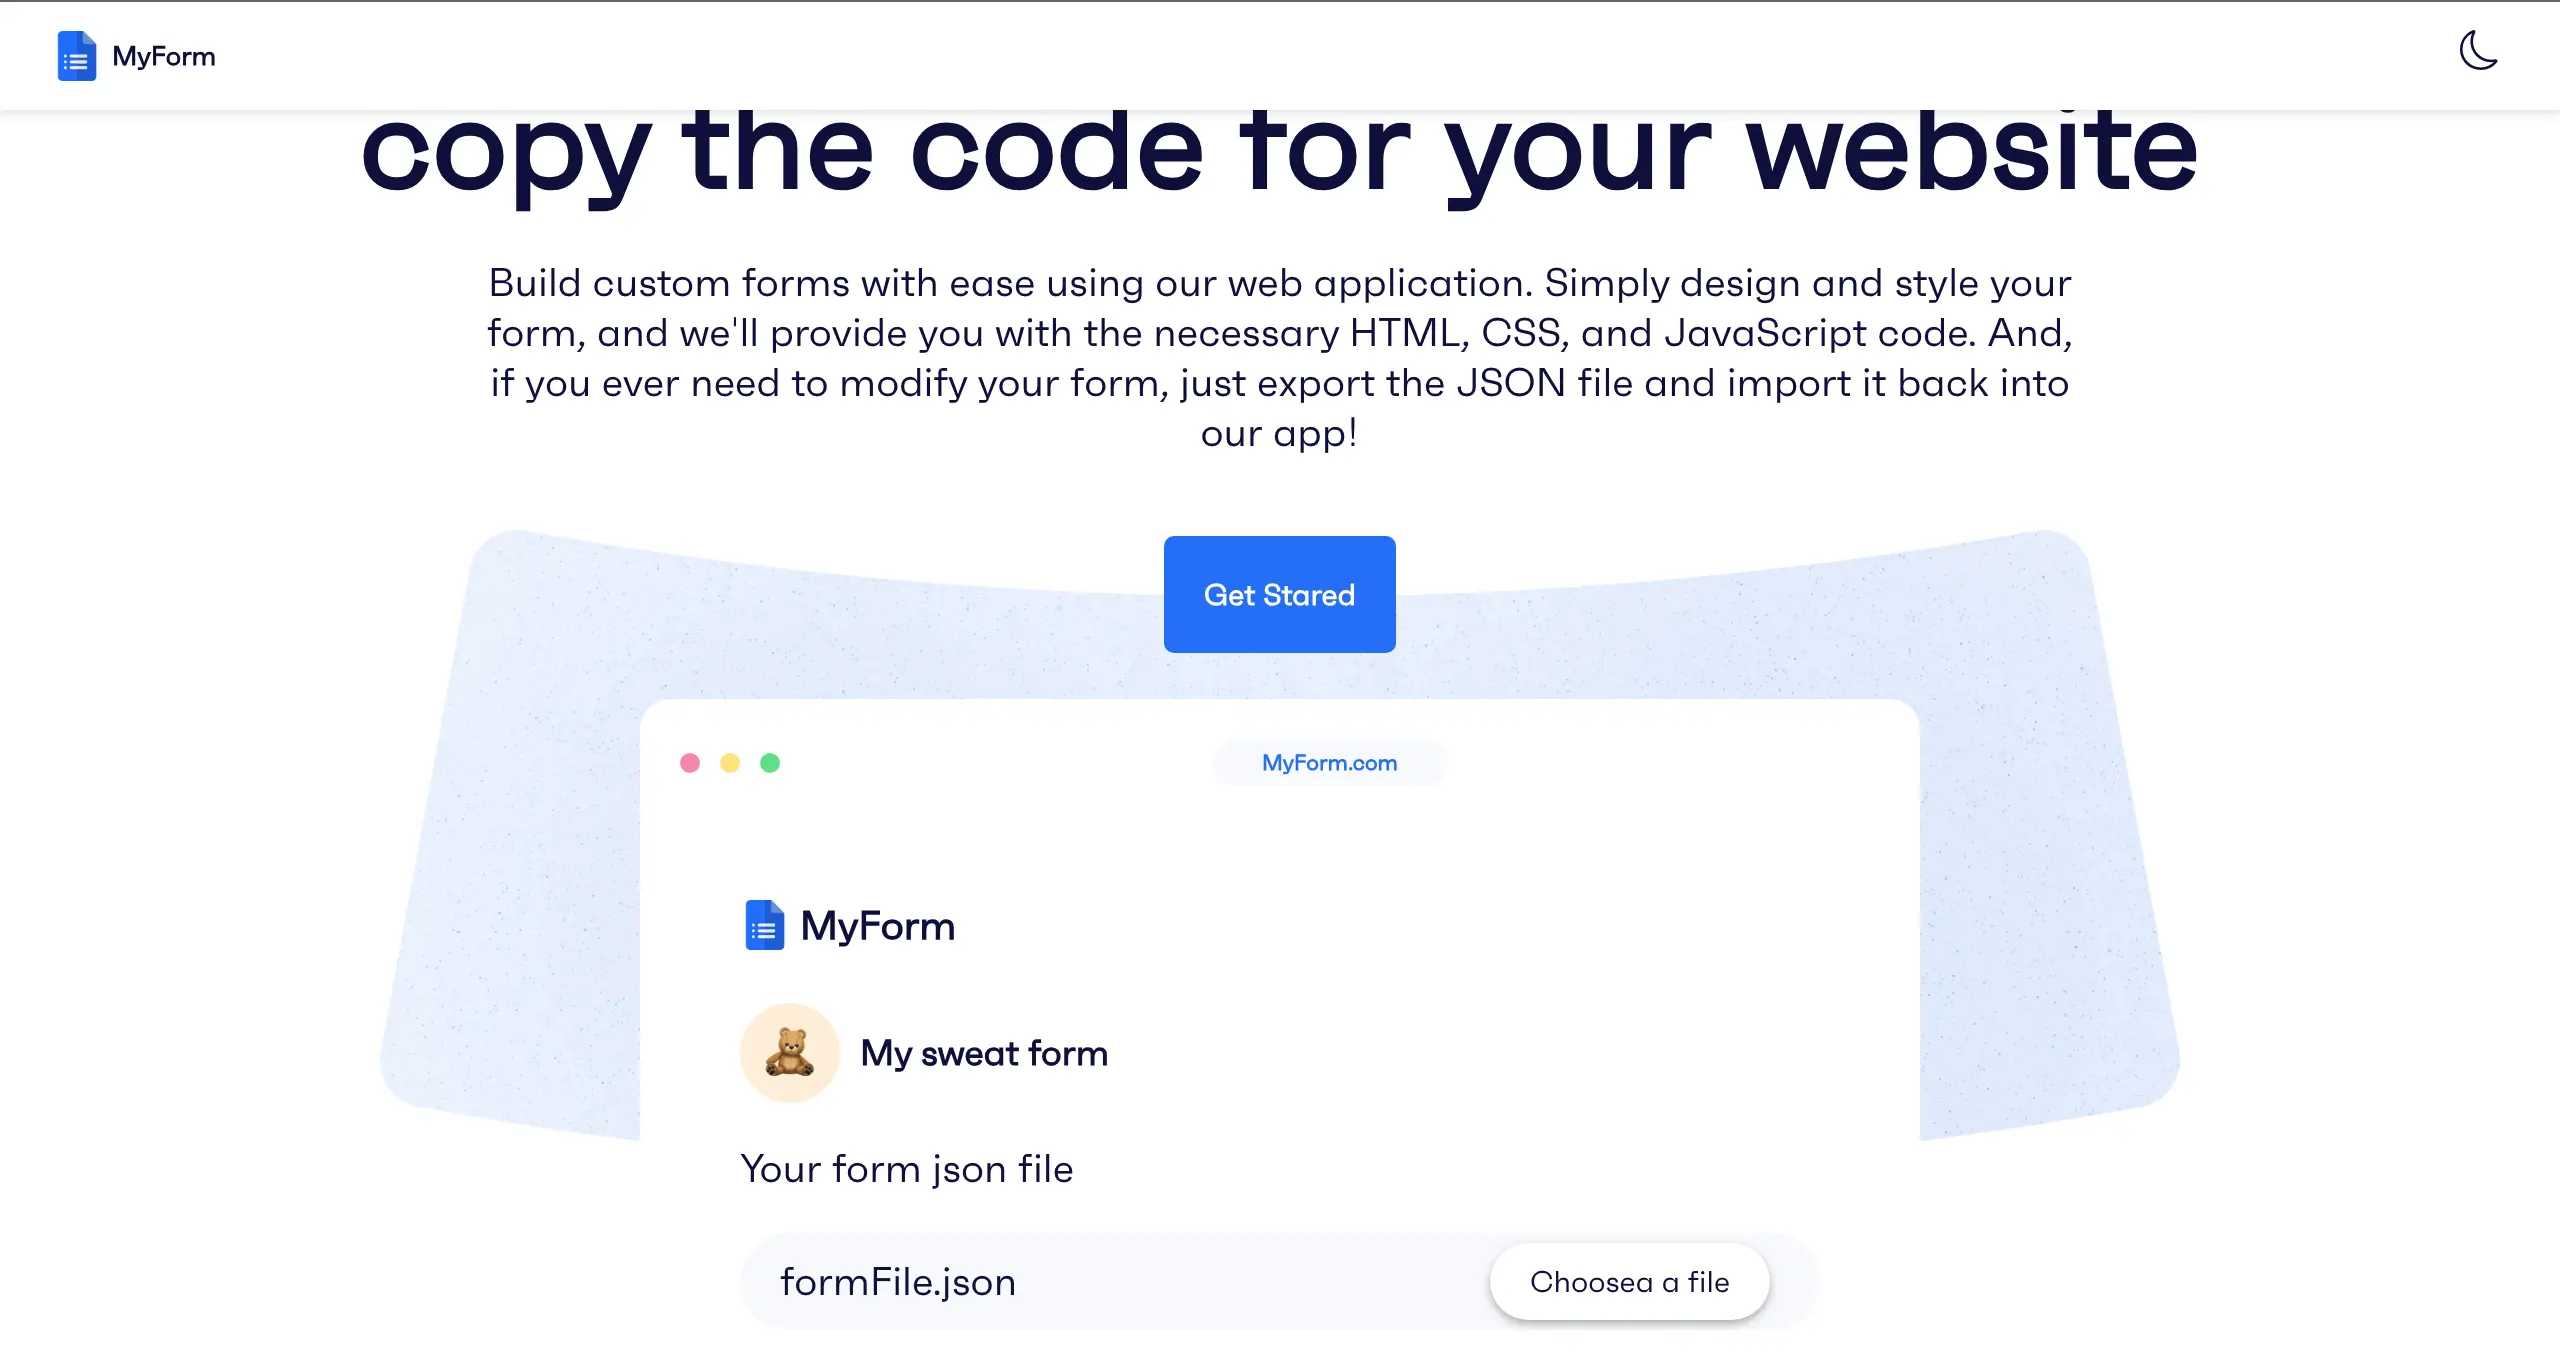 MyForm
copy the code for your website
Build custom forms with ease using our web application. Simply design and style your
form, and we'll provide you with the necessary HTML, CSS, and JavaScript code. And,
if you ever need to modify your form, just export the JSON file and import it back into
our app!
Get Stared
MyForm.com
MyForm
My sweat form
Your form json file
formFile.json
Choosea a file